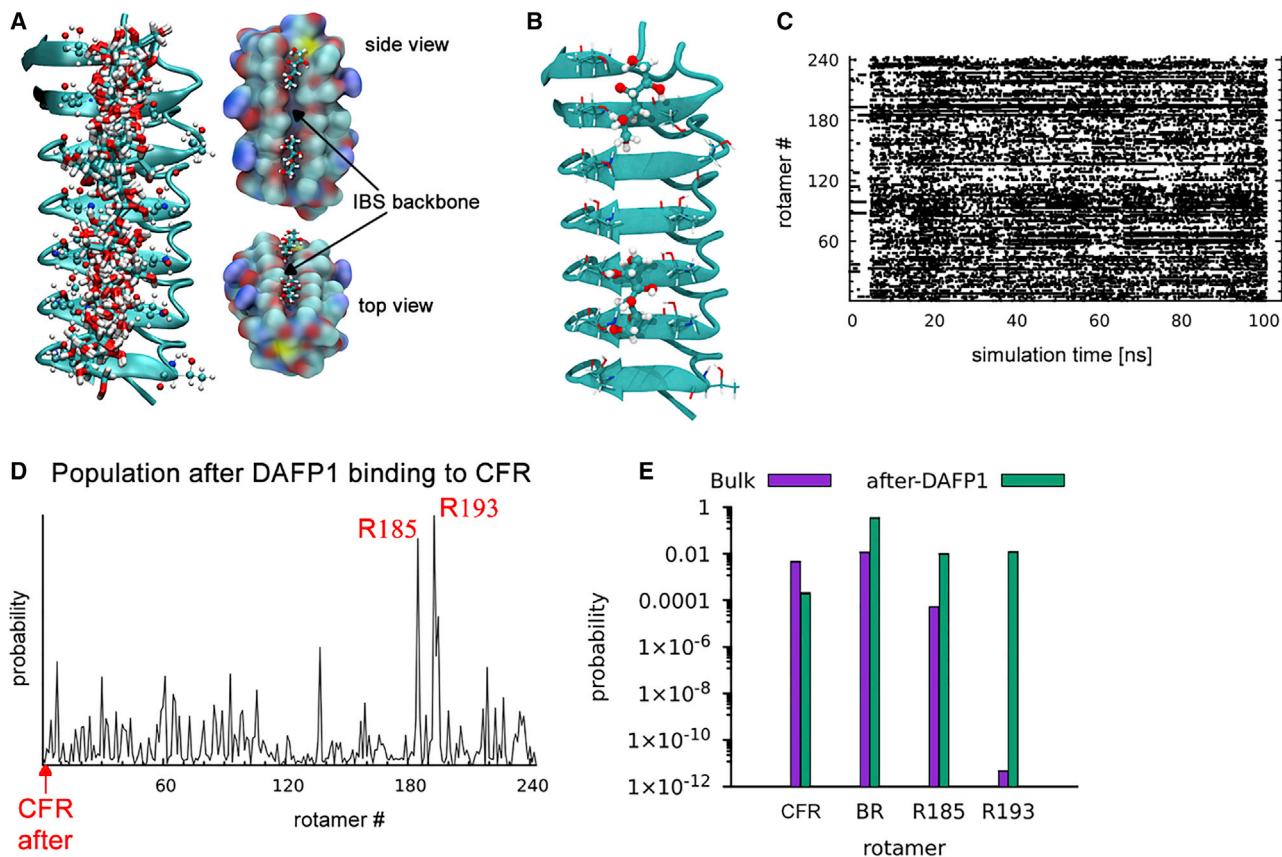 A
side view
IBS backbone
top view
B
C
240
180
120
60
rotamer #
0
20
40
60
80
100
simulation time [ns]
D Population after DAFP1 binding to CFR
R185
R193
probability
60
120
180
240
CFR
after
rotamer #
E
Bulk
after-DAFP1
1
0.01
0.0001
1×10⁻⁶
1×10⁻⁸
1×10⁻¹⁰
1×10⁻¹²
probability
CFR BR R185 R193
rotamer